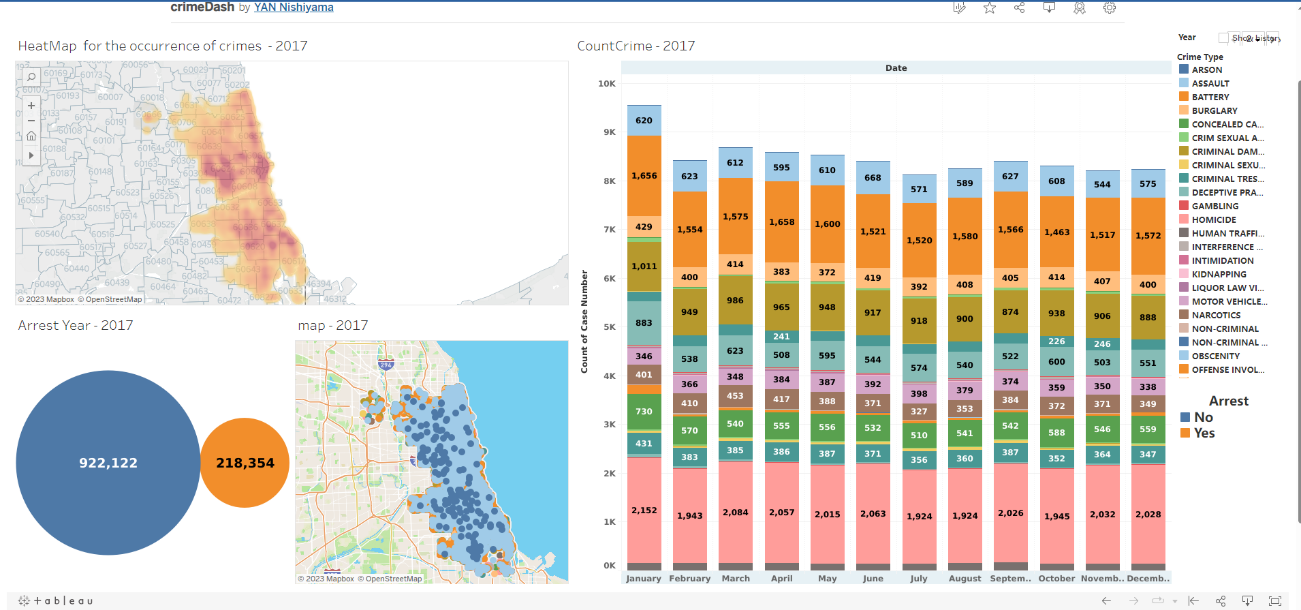 crimeDash by YAN Nishiyama
HeatMap for the occurrence of crimes - 2017
© 2023 Mapbox © OpenStreetMap
Arrest Year - 2017
922,122
218,354
map - 2017
294
© 2023 Mapbox © OpenStreetMap
CountCrime - 2017
Date
Count of Case Number
10K
9K
8K
7K
6K
5K
4K
3K
2K
1K
0K
620
1,656
429
1,011
883
346
401
730
431
2,152
January
623
1,554
400
949
538
366
410
570
383
1,943
February
612
1,575
414
986
623
348
453
540
385
2,084
March
595
1,658
383
965
241
508
384
417
555
386
2,057
April
610
1,600
372
948
595
387
388
556
387
2,015
May
668
1,521
419
917
544
392
371
532
371
2,063
June
571
1,520
392
918
574
398
327
510
356
1,924
July
589
1,580
408
900
540
379
353
541
360
1,924
August
627
1,566
405
874
522
374
384
542
387
2,026
Septem..
608
1,463
414
938
226
600
359
372
588
352
1,945
October
544
1,517
407
906
246
503
350
371
546
364
2,032
Novemb..
575
1,572
400
888
551
338
349
559
347
2,028
Decemb..
Year
Show history
Crime Type
ARSON
ASSAULT
BATTERY
BURGLARY
CONCEALED CA...
CRIM SEXUAL A...
CRIMINAL DAM...
CRIMINAL SEXU...
CRIMINAL TRES...
DECEPTIVE PRA...
GAMBLING
HOMICIDE
HUMAN TRAFFI...
INTERFERENCE ...
INTIMIDATION
KIDNAPPING
LIQUOR LAW VI...
MOTOR VEHICLE...
NARCOTICS
NON-CRIMINAL
NON-CRIMINAL ...
OBSCENITY
OFFENSE INVOL...
Arrest
No
Yes
+ a b l e a u